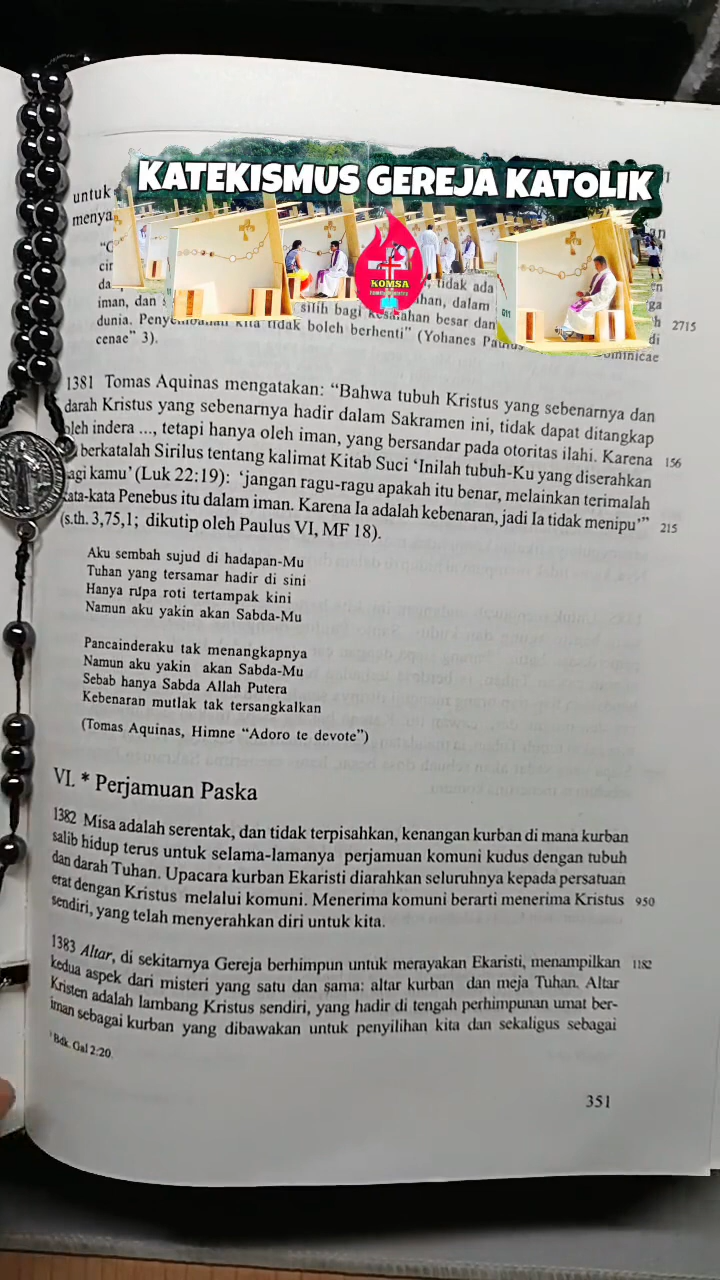 KATEKISMUS GEREJA KATOLIK
untuk
menya
KOMSA
tidak ada
iman, dan
silih bagi kesalahan besar dan
dunia. Penyembahan kita tidak boleh berhenti” (Yohanes Paulus
2715
cenae” 3).
G11
1381 Tomas Aquinas mengatakan: “Bahwa tubuh Kristus yang sebenarnya dan
darah Kristus yang sebenarnya hadir dalam Sakramen ini, tidak dapat ditangkap
oleh indera ..., tetapi hanya oleh iman, yang bersandar pada otoritas ilahi. Karena 156
berkatalah Sirilus tentang kalimat Kitab Suci ‘Inilah tubuh-Ku yang diserahkan
agi kamu’ (Luk 22:19): ‘jangan ragu-ragu apakah itu benar, melainkan terimalah
kata-kata Penebus itu dalam iman. Karena Ia adalah kebenaran, jadi Ia tidak menipu’” 215
(s.th. 3,75,1; dikutip oleh Paulus VI, MF 18).
Aku sembah sujud di hadapan-Mu
Tuhan yang tersamar hadir di sini
Hanya rupa roti tertampak kini
Namun aku yakin akan Sabda-Mu
Pancainderaku tak menangkapnya
Namun aku yakin akan Sabda-Mu
Sebab hanya Sabda Allah Putera
Kebenaran mutlak tak tersangkalkan
(Tomas Aquinas, Himne “Adoro te devote”)
VI. * Perjamuan Paska
1382 Misa adalah serentak, dan tidak terpisahkan, kenangan kurban di mana kurban
salib hidup terus untuk selama-lamanya perjamuan komuni kudus dengan tubuh
dan darah Tuhan. Upacara kurban Ekaristi diarahkan seluruhnya kepada persatuan
erat dengan Kristus melalui komuni. Menerima komuni berarti menerima Kristus 950
sendiri, yang telah menyerahkan diri untuk kita.
1383 Altar, di sekitarnya Gereja berhimpun untuk merayakan Ekaristi, menampilkan 1182
kedua aspek dari misteri yang satu dan sama: altar kurban dan meja Tuhan. Altar
Kristen adalah lambang Kristus sendiri, yang hadir di tengah perhimpunan umat ber-
iman sebagai kurban yang dibawakan untuk penyilihan kita dan sekaligus sebagai
¹ Bdk. Gal 2:20.
351